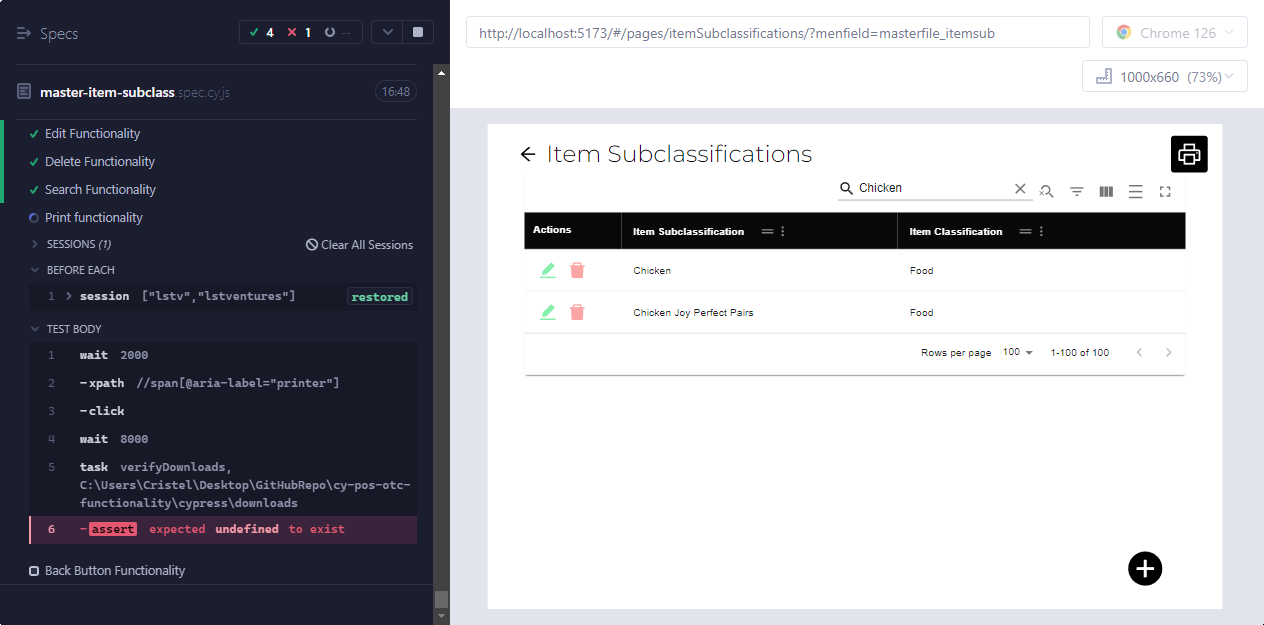 Specs
4 1 --
master-item-subclass.spec.cy.js 16:48
Edit Functionality
Delete Functionality
Search Functionality
Print functionality
SESSIONS (1) Clear All Sessions
BEFORE EACH
1 session ["lstv","lstventures"] restored
TEST BODY
1 wait 2000
2 -xpath //span[@aria-label="printer"]
3 -click
4 wait 8000
5 task verifyDownloads,
C:\Users\Cristel\Desktop\GitHubRepo\cy-pos-otc-
functionality\cypress\downloads
6 -assert expected undefined to exist
Back Button Functionality
http://localhost:5173/#/pages/itemSubclassifications/?menfield=masterfile_itemsub
Chrome 126
1000x660 (73%)
Item Subclassifications
Chicken
Actions Item Subclassification Item Classification
Chicken Food
Chicken Joy Perfect Pairs Food
Rows per page 100 1-100 of 100